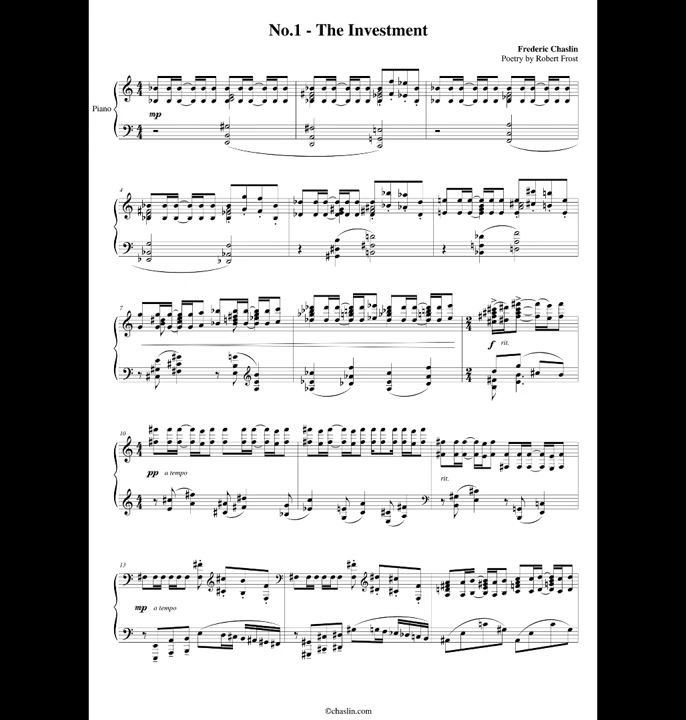 No.1 - The Investment
Frederic Chaslin
Poetry by Robert Frost
Piano
mp
4
7
f rit.
10
pp a tempo
rit.
13
mp a tempo
©chaslin.com